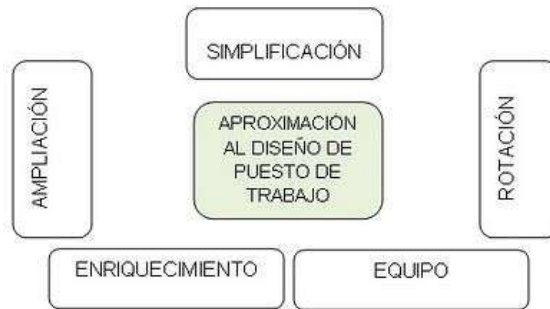 SIMPLIFICACIÓN
AMPLIACIÓN
APROXIMACIÓN
AL DISEÑO DE
PUESTO DE
TRABAJO
ROTACIÓN
ENRIQUECIMIENTO
EQUIPO